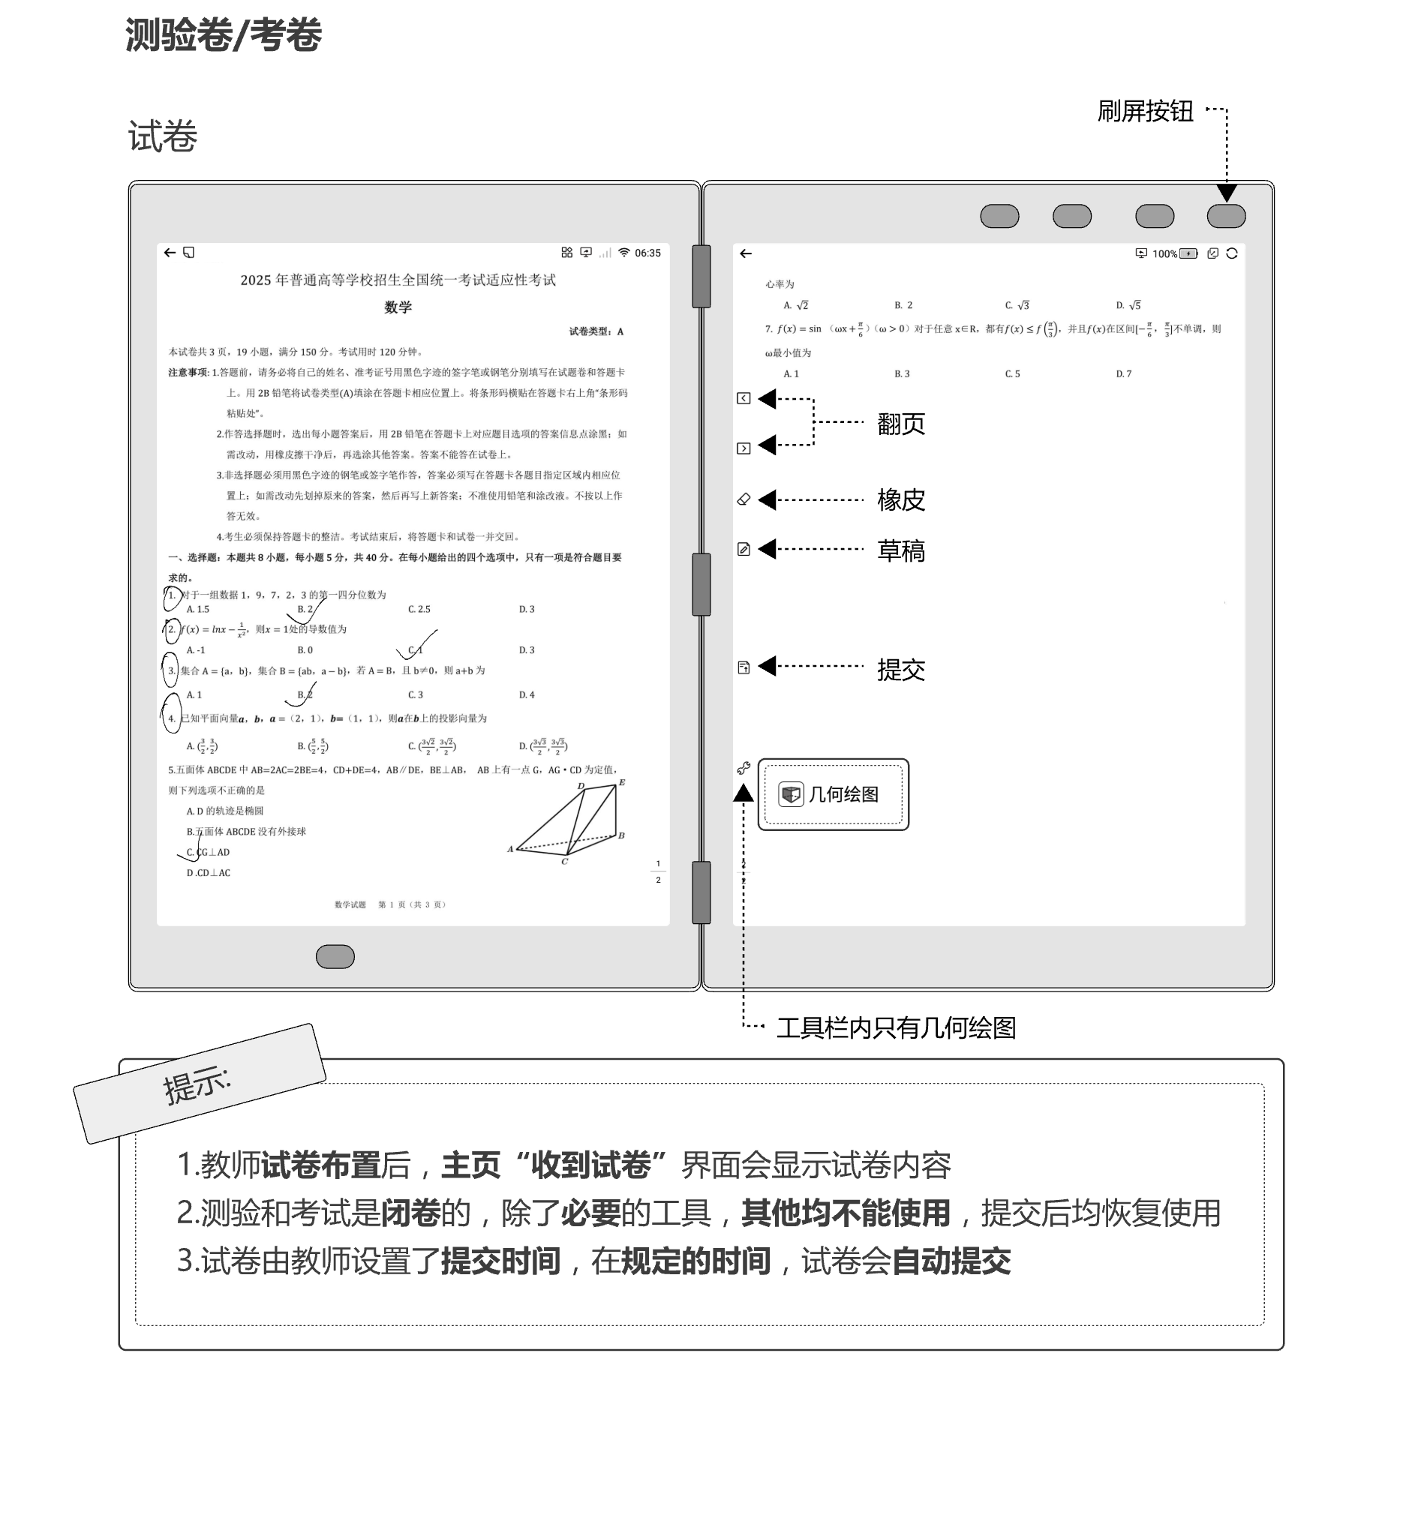 测验卷/考卷
试卷
刷屏按钮
06:35
2025 年普通高等学校招生全国统一考试适应性考试
数学
试卷类型：A
本试卷共 3 页，19 小题，满分 150 分。考试用时 120 分钟。
注意事项: 1.答题前，请务必将自己的姓名、准考证号用黑色字迹的签字笔或钢笔分别填写在试题卷和答题卡
上。用 2B 铅笔将试卷类型(A)填涂在答题卡相应位置上。将条形码横贴在答题卡右上角“条形码
粘贴处”。
2.作答选择题时，选出每小题答案后，用 2B 铅笔在答题卡上对应题目选项的答案信息点涂黑；如
需改动，用橡皮擦干净后，再选涂其他答案。答案不能答在试卷上。
3.非选择题必须用黑色字迹的钢笔或签字笔作答，答案必须写在答题卡各题目指定区域内相应位
置上；如需改动先划掉原来的答案，然后再写上新答案；不准使用铅笔和涂改液。不按以上作
答无效。
4.考生必须保持答题卡的整洁。考试结束后，将答题卡和试卷一并交回。
一、选择题：本题共 8 小题，每小题 5 分，共 40 分。在每小题给出的四个选项中，只有一项是符合题目要
求的。
1. 对于一组数据 1，9，7，2，3 的第一四分位数为
A. 1.5 B. 2 C. 2.5 D. 3
2. f(x) = lnx − 1/x²，则x = 1处的导数值为
A. -1 B. 0 C. 1 D. 3
3. 集合 A = {a，b}，集合 B = {ab，a − b}，若 A = B，且 b≠0，则 a+b 为
A. 1 B. 2 C. 3 D. 4
4. 已知平面向量a，b，a =（2，1），b=（1，1），则a在b上的投影向量为
A. (3/2,3/2) B. (5/2,5/2) C. (3√2/2,3√2/2) D. (3√3/2,3√3/2)
5.五面体 ABCDE 中 AB=2AC=2BE=4，CD+DE=4，AB∥DE，BE⊥AB， AB 上有一点 G，AG·CD 为定值，
则下列选项不正确的是
A. D 的轨迹是椭圆
B.五面体 ABCDE 没有外接球
C. CG⊥AD
D .CD⊥AC
D
E
A
B
C
1
2
数学试题 第 1 页（共 3 页）
100%
心率为
A. √2 B. 2 C. √3 D. √5
7. f(x) = sin （ωx + π/6）（ω > 0）对于任意 x∈R，都有f(x) ≤ f(π/3)，并且f(x)在区间[−π/6，π/3]不单调，则
ω最小值为
A. 1 B. 3 C. 5 D. 7
翻页
橡皮
草稿
提交
几何绘图
2
2
工具栏内只有几何绘图
提示:
1.教师试卷布置后，主页“收到试卷”界面会显示试卷内容
2.测验和考试是闭卷的，除了必要的工具，其他均不能使用，提交后均恢复使用
3.试卷由教师设置了提交时间，在规定的时间，试卷会自动提交